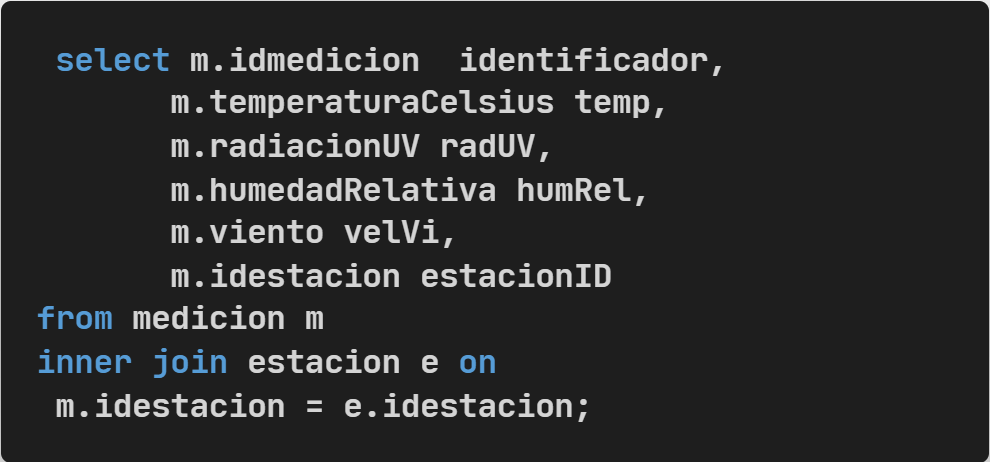 select m.idmedicion  identificador,
m.temperaturaCelsius temp,
m.radiacionUV radUV,
m.humedadRelativa humRel,
m.viento velVi,
m.idestacion estacionID
from medicion m
inner join estacion e on
m.idestacion = e.idestacion;